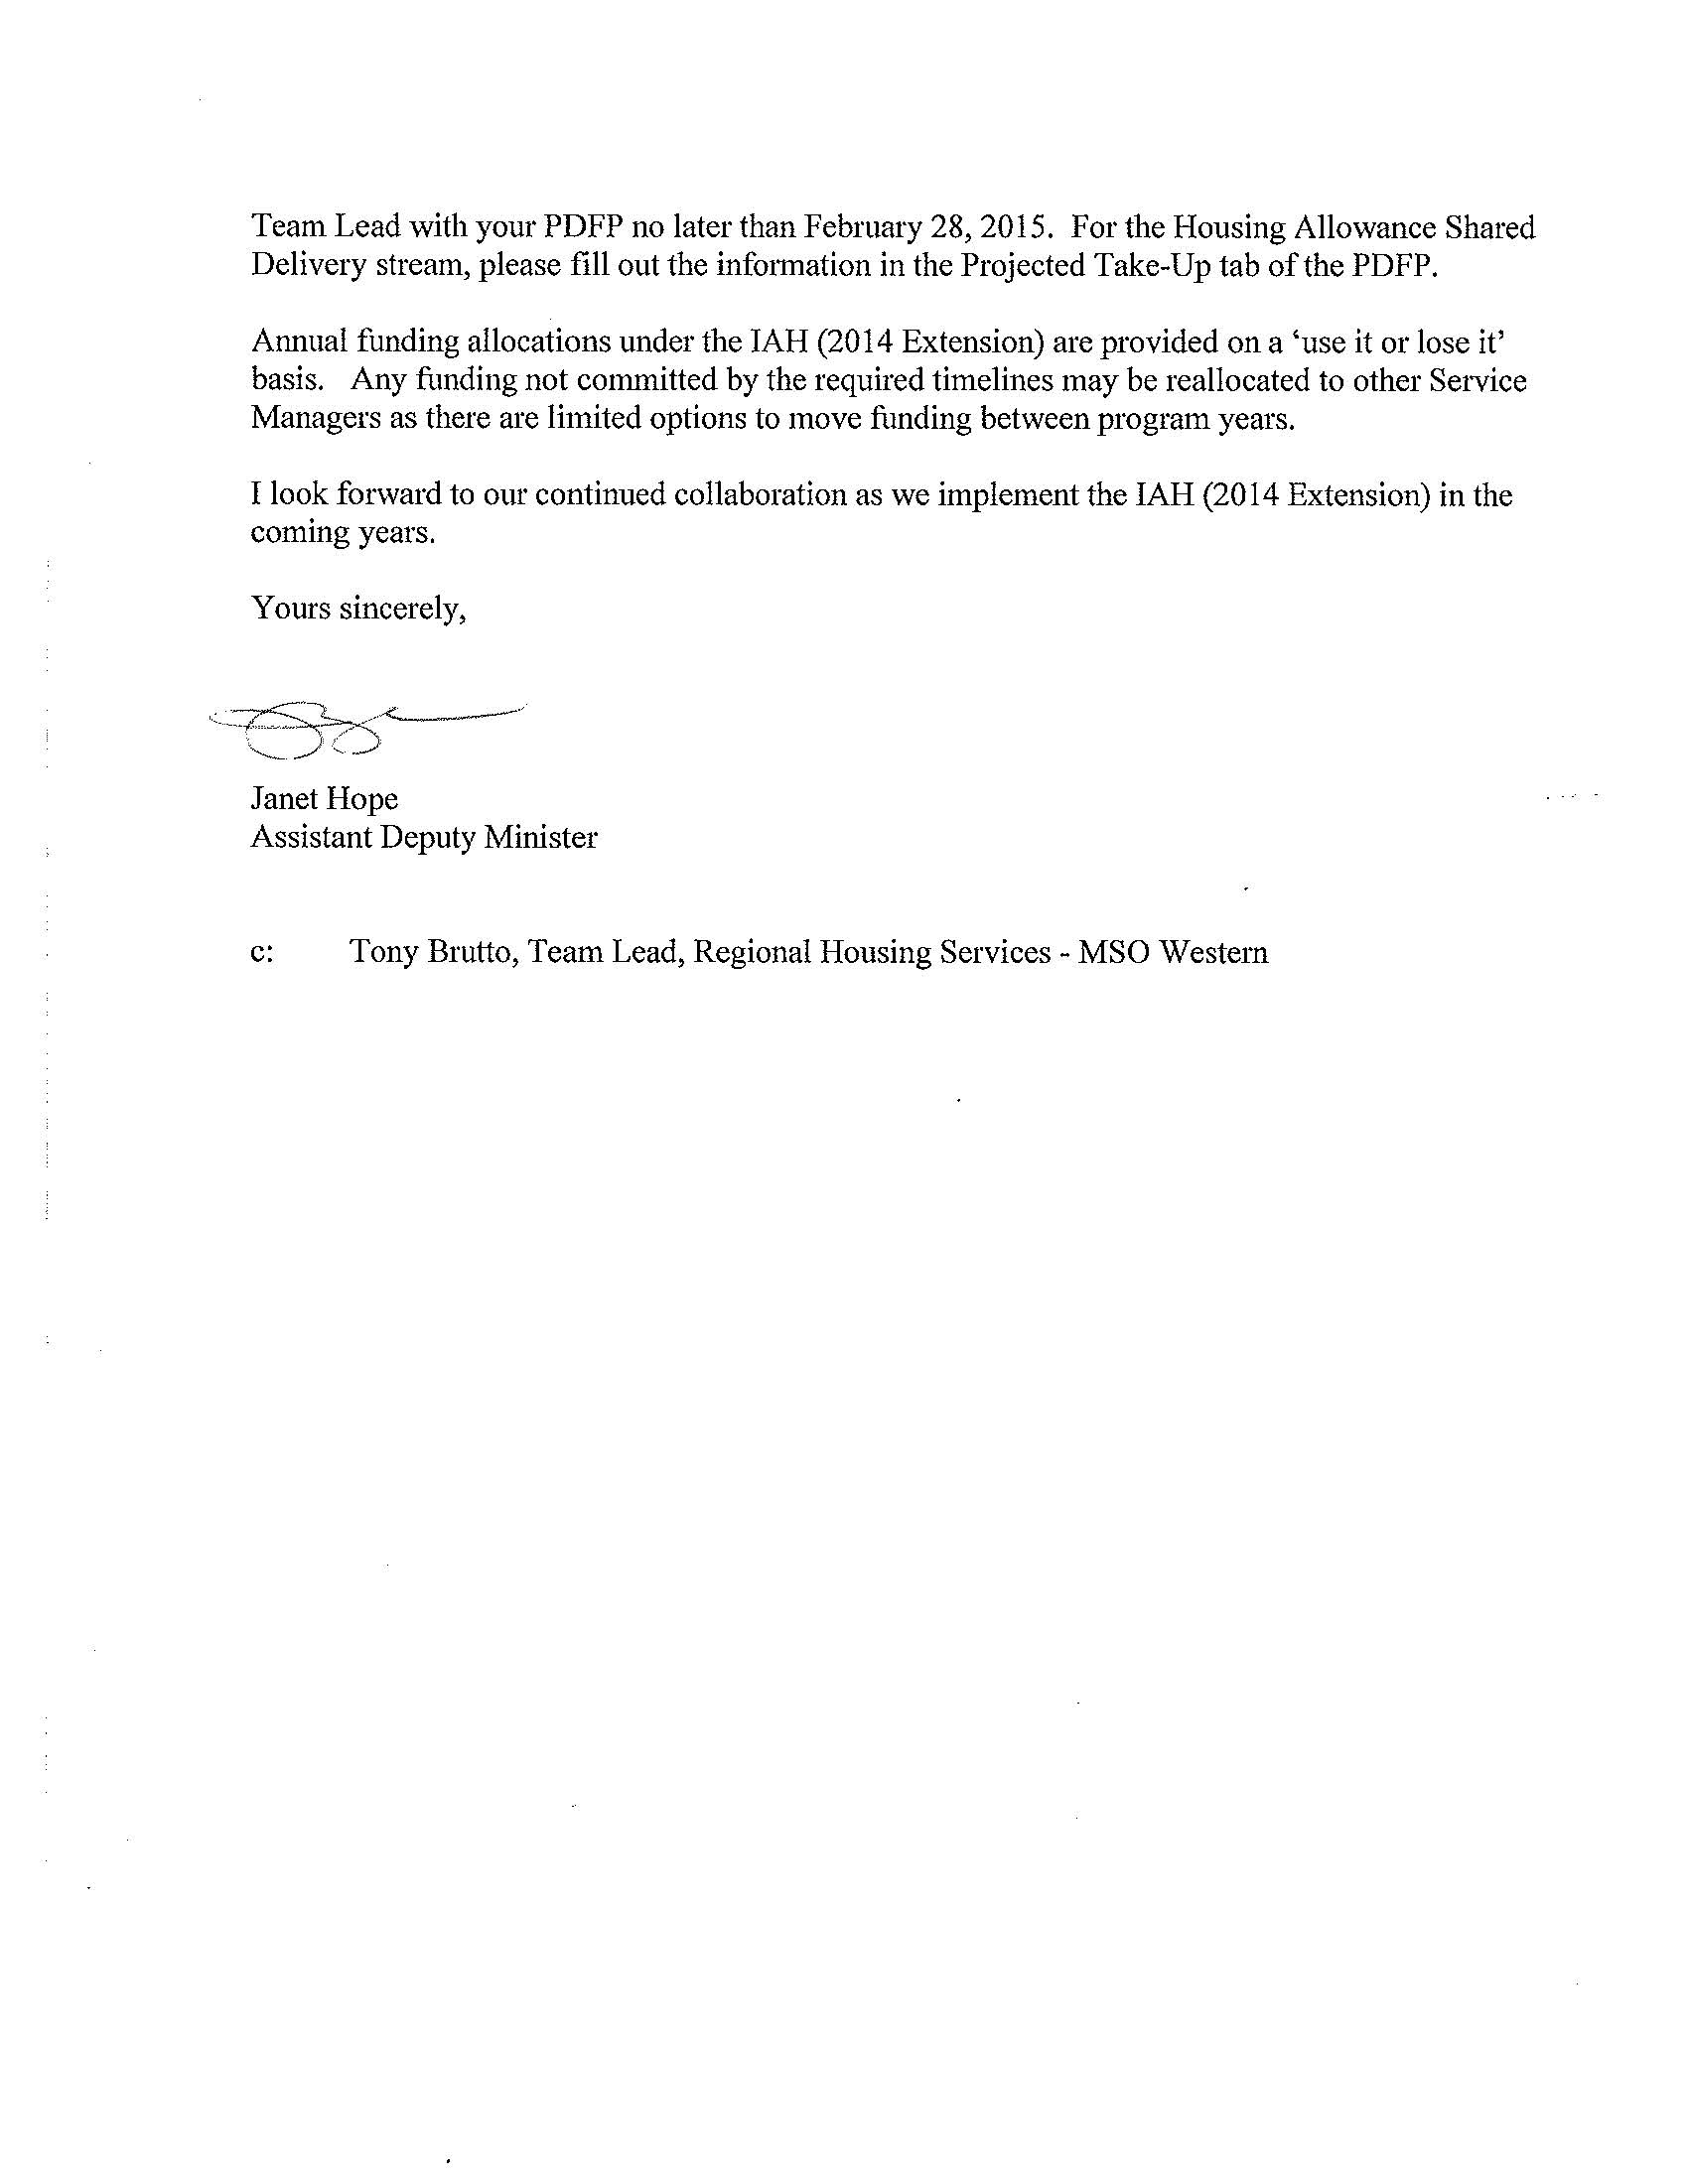 Team Lead with your PDFP no later than February 28, 2015.  For the Housing Allowance Shared
Delivery stream, please fill out the information in the Projected Take-Up tab of the PDFP.
Annual funding allocations under the IAH (2014 Extension) are provided on a ‘use it or lose it’
basis.   Any funding not committed by the required timelines may be reallocated to other Service
Managers as there are limited options to move funding between program years.
I look forward to our continued collaboration as we implement the IAH (2014 Extension) in the
coming years.
Yours sincerely,
Janet Hope
Assistant Deputy Minister
c: Tony Brutto, Team Lead, Regional Housing Services - MSO Western